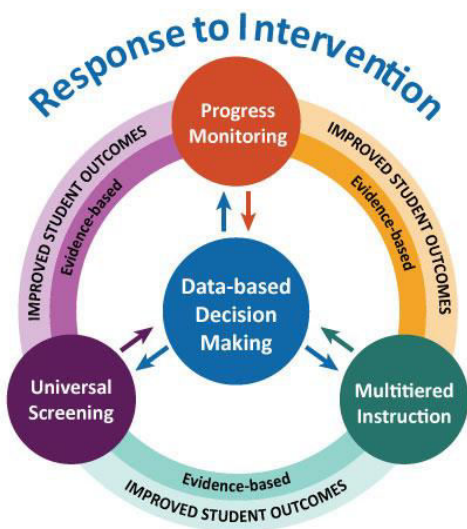 Response to Intervention
Progress
Monitoring
IMPROVED STUDENT OUTCOMES
Evidence-based
IMPROVED STUDENT OUTCOMES
Evidence-based
Data-based
Decision
Making
Universal
Screening
Multitiered
Instruction
Evidence-based
IMPROVED STUDENT OUTCOMES